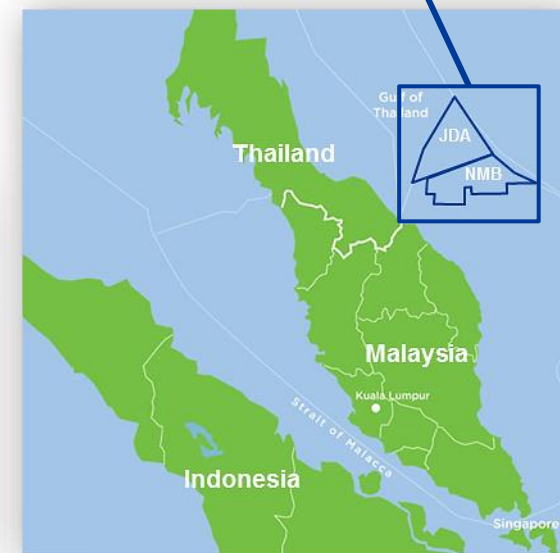 Gulf of
Thailand
JDA
NMB
Thailand
Malaysia
Kuala Lumpur
Strait of Malacca
Indonesia
Singapore